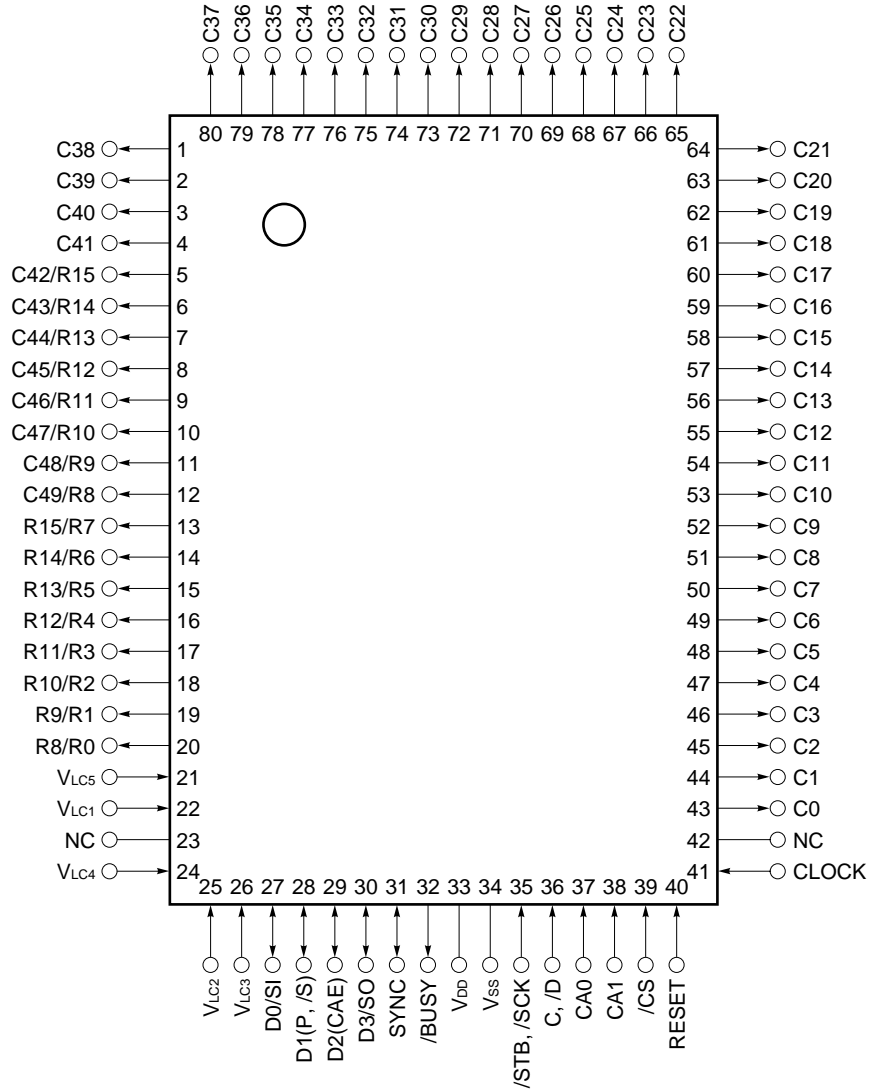 C37 C36 C35 C34 C33 C32 C31 C30 C29 C28 C27 C26 C25 C24 C23 C22
80 79 78 77 76 75 74 73 72 71 70 69 68 67 66 65
C38 1 64 C21
C39 2 63 C20
C40 3 62 C19
C41 4 61 C18
C42/R15 5 60 C17
C43/R14 6 59 C16
C44/R13 7 58 C15
C45/R12 8 57 C14
C46/R11 9 56 C13
C47/R10 10 55 C12
C48/R9 11 54 C11
C49/R8 12 53 C10
R15/R7 13 52 C9
R14/R6 14 51 C8
R13/R5 15 50 C7
R12/R4 16 49 C6
R11/R3 17 48 C5
R10/R2 18 47 C4
R9/R1 19 46 C3
R8/R0 20 45 C2
VLC5 21 44 C1
VLC1 22 43 C0
NC 23 42 NC
VLC4 24 41 CLOCK
25 26 27 28 29 30 31 32 33 34 35 36 37 38 39 40
VLC2 VLC3 D0/SI D1(P, /S) D2(CAE) D3/SO SYNC /BUSY VDD VSS /STB, /SCK C, /D CA0 CA1 /CS RESET